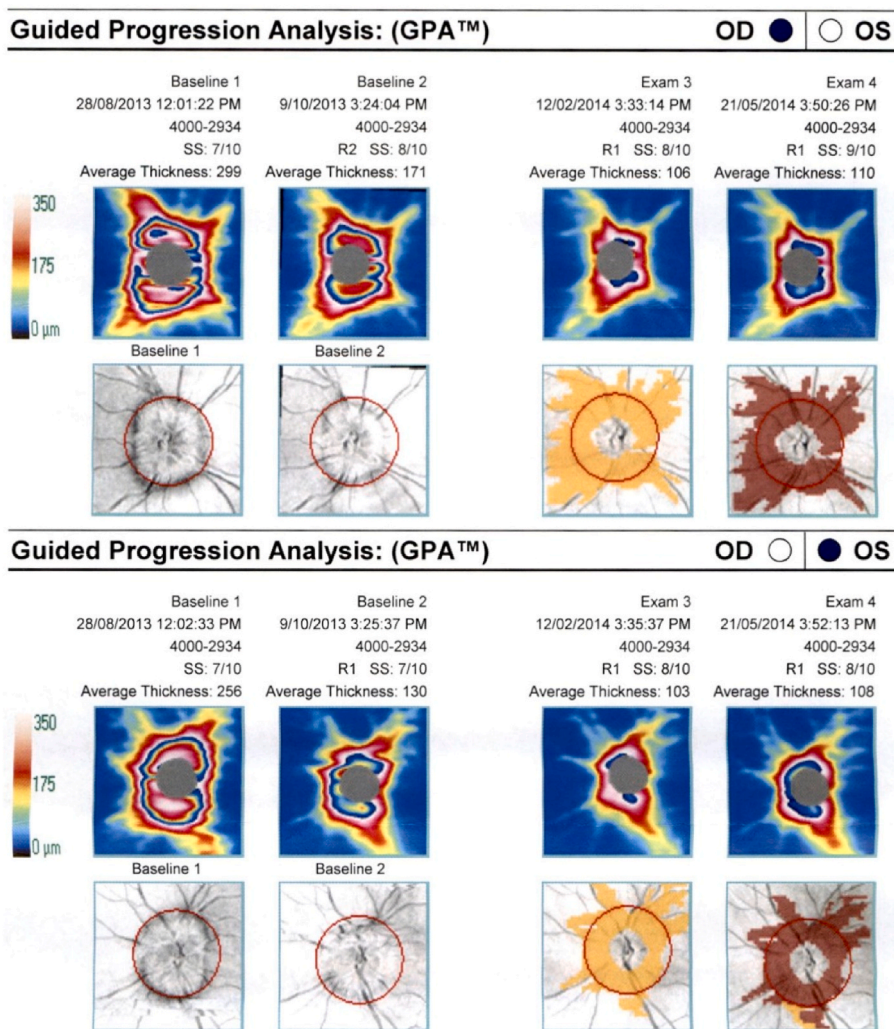 Guided Progression Analysis: (GPA™) OD OS
Baseline 1 Baseline 2 Exam 3 Exam 4
28/08/2013 12:01:22 PM 9/10/2013 3:24:04 PM 12/02/2014 3:33:14 PM 21/05/2014 3:50:26 PM
4000-2934 4000-2934 4000-2934 4000-2934
SS: 7/10 R2 SS: 8/10 R1 SS: 8/10 R1 SS: 9/10
Average Thickness: 299 Average Thickness: 171 Average Thickness: 106 Average Thickness: 110
350
175
0 µm
Baseline 1 Baseline 2
Guided Progression Analysis: (GPA™) OD OS
Baseline 1 Baseline 2 Exam 3 Exam 4
28/08/2013 12:02:33 PM 9/10/2013 3:25:37 PM 12/02/2014 3:35:37 PM 21/05/2014 3:52:13 PM
4000-2934 4000-2934 4000-2934 4000-2934
SS: 7/10 R1 SS: 7/10 R1 SS: 8/10 R1 SS: 8/10
Average Thickness: 256 Average Thickness: 130 Average Thickness: 103 Average Thickness: 108
350
175
0 µm
Baseline 1 Baseline 2